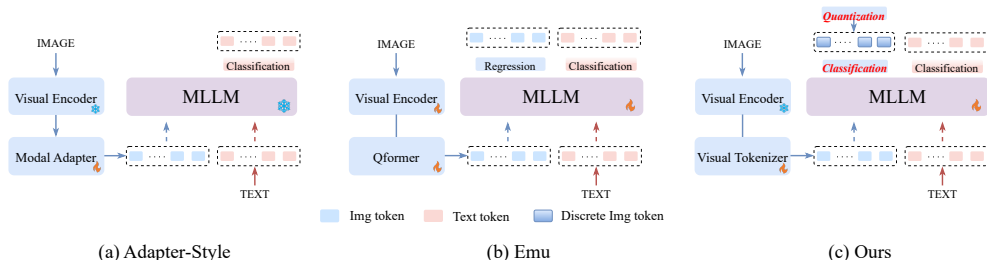 IMAGE
Visual Encoder
Modal Adapter
Classification
MLLM
TEXT
(a) Adapter-Style
IMAGE
Visual Encoder
Qformer
Regression
Classification
MLLM
TEXT
(b) Emu
Quantization
IMAGE
Visual Encoder
Visual Tokenizer
Classification
Classification
MLLM
TEXT
(c) Ours
Img token
Text token
Discrete Img token